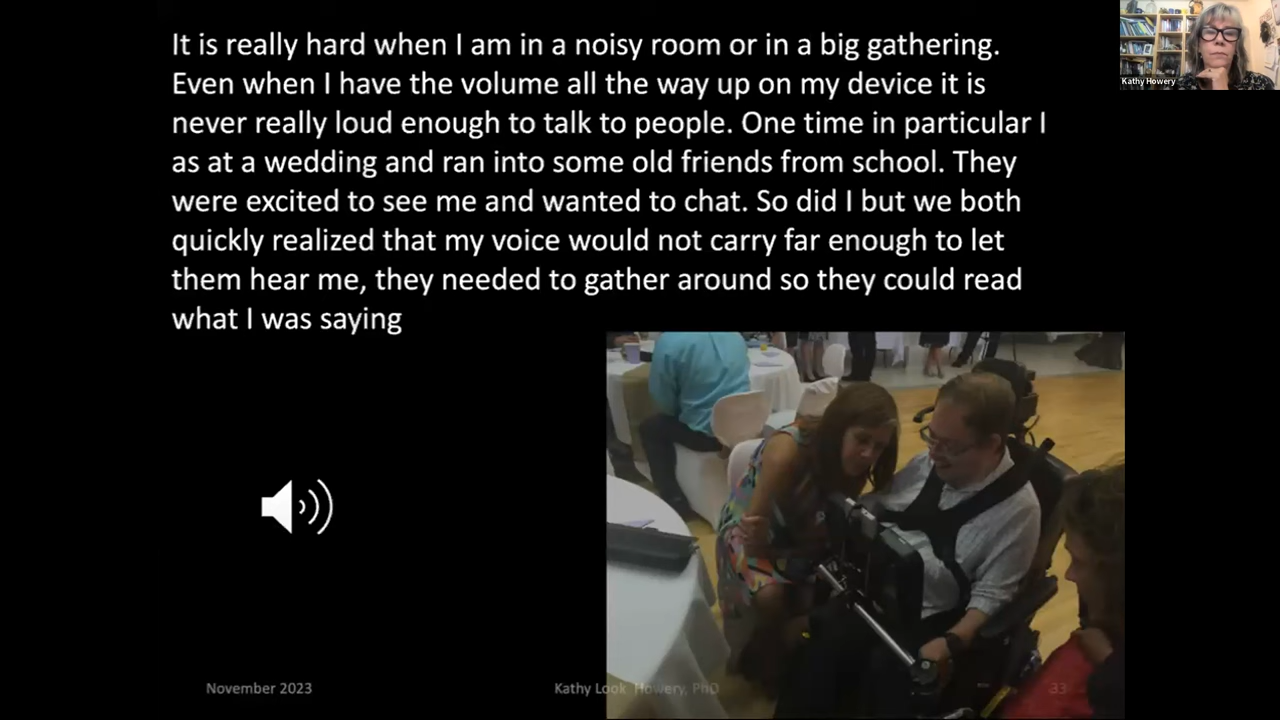 It is really hard when I am in a noisy room or in a big gathering.
Even when I have the volume all the way up on my device it is
never really loud enough to talk to people. One time in particular I
as at a wedding and ran into some old friends from school. They
were excited to see me and wanted to chat. So did I but we both
quickly realized that my voice would not carry far enough to let
them hear me, they needed to gather around so they could read
what I was saying
Kathy Howery
November 2023
Kathy Look Howery, PhD
33